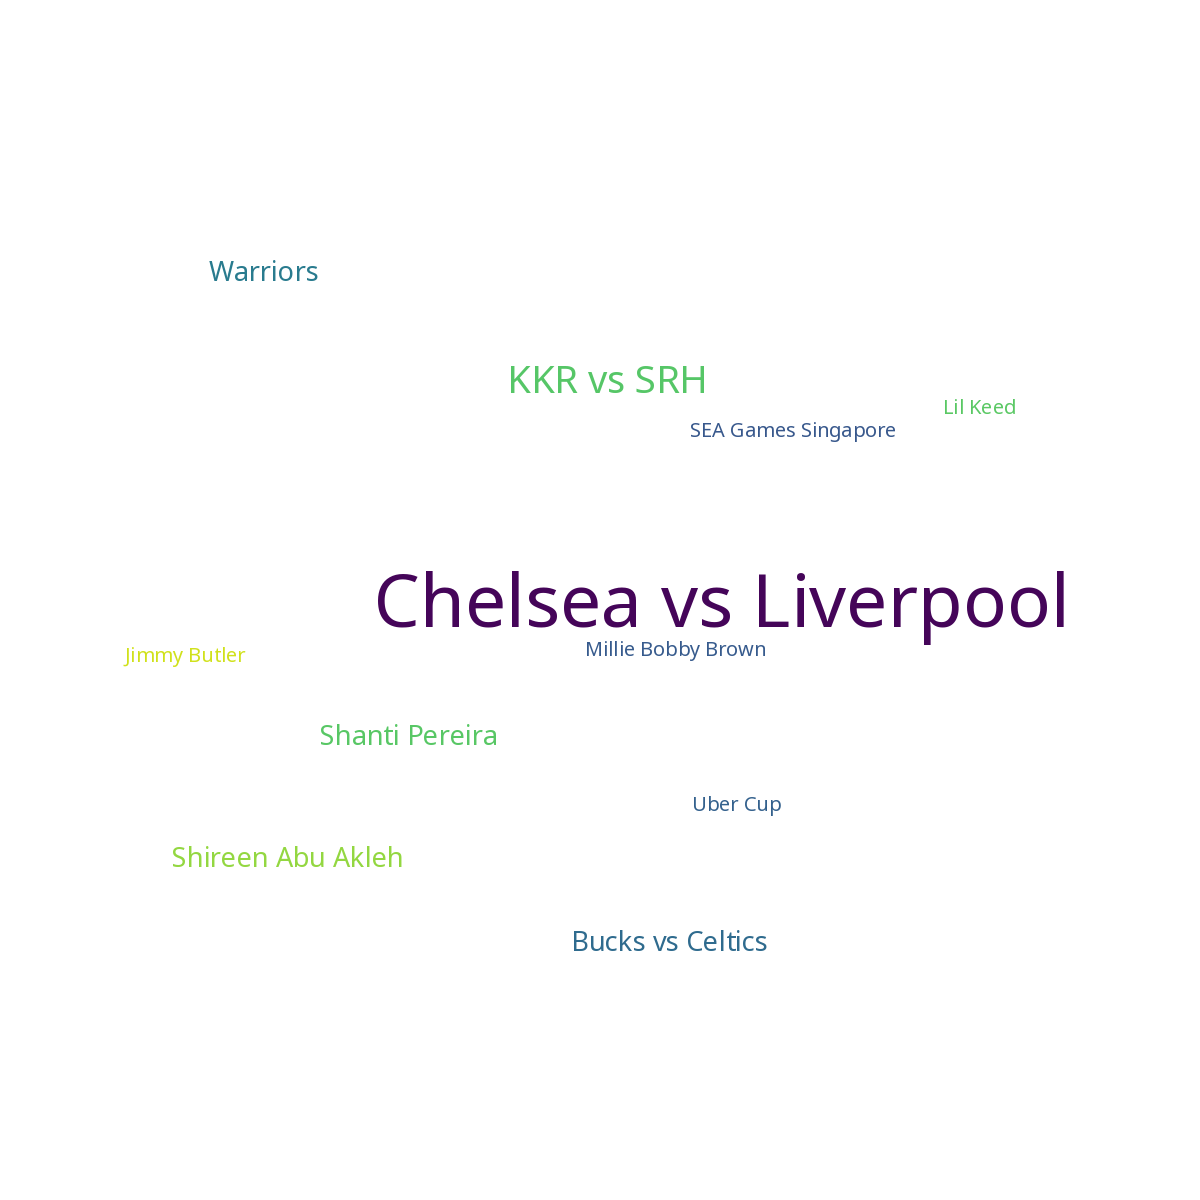 Warriors
KKR vs SRH
Lil Keed
SEA Games Singapore
Chelsea vs Liverpool
Millie Bobby Brown
Jimmy Butler
Shanti Pereira
Uber Cup
Shireen Abu Akleh
Bucks vs Celtics